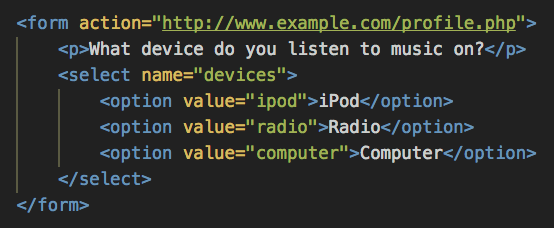 <form action="http://www.example.com/profile.php">
<p>What device do you listen to music on?</p>
<select name="devices">
<option value="ipod">iPod</option>
<option value="radio">Radio</option>
<option value="computer">Computer</option>
</select>
</form>